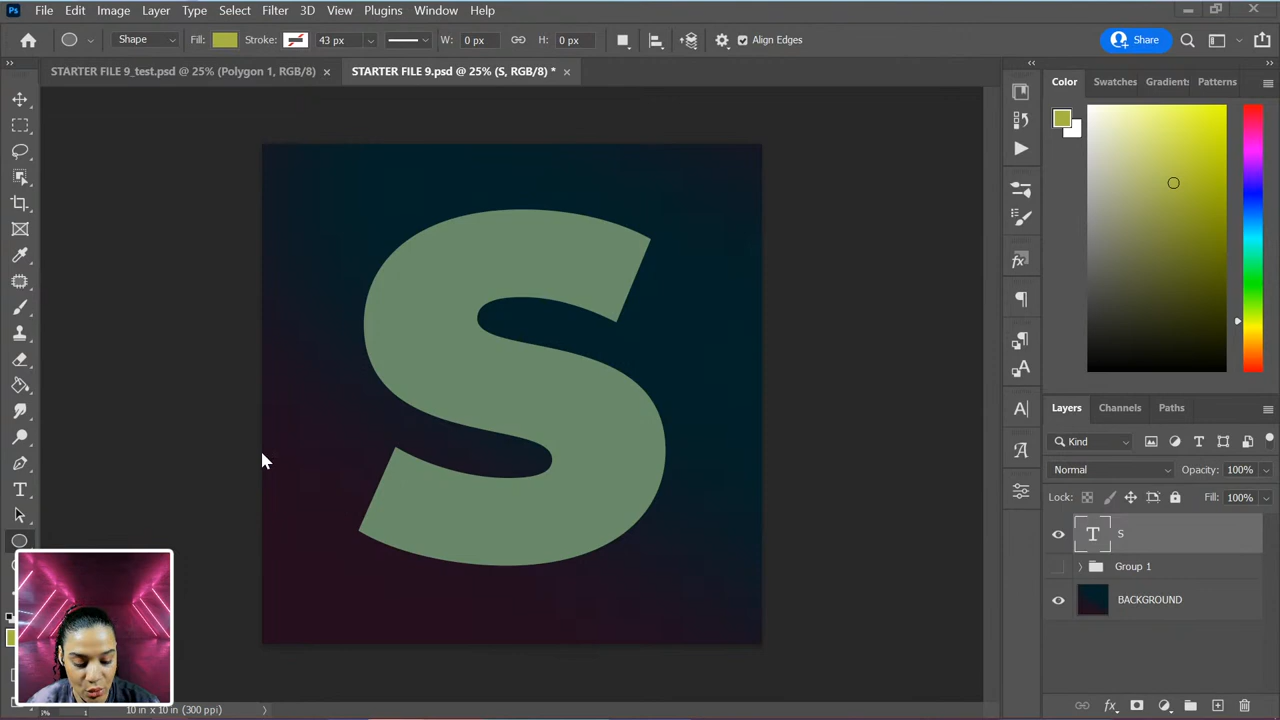 Ps File Edit Image Layer Type Select Filter 3D View Plugins Window Help
Shape Fill: Stroke: 43 px W: 0 px H: 0 px Align Edges Share
STARTER FILE 9_test.psd @ 25% (Polygon 1, RGB/8) × STARTER FILE 9.psd @ 25% (S, RGB/8) * ×
Color Swatches Gradient: Patterns
S
Layers Channels Paths
Kind
Normal Opacity: 100%
Lock: Fill: 100%
T S
Group 1
BACKGROUND
10 in x 10 in (300 ppi)